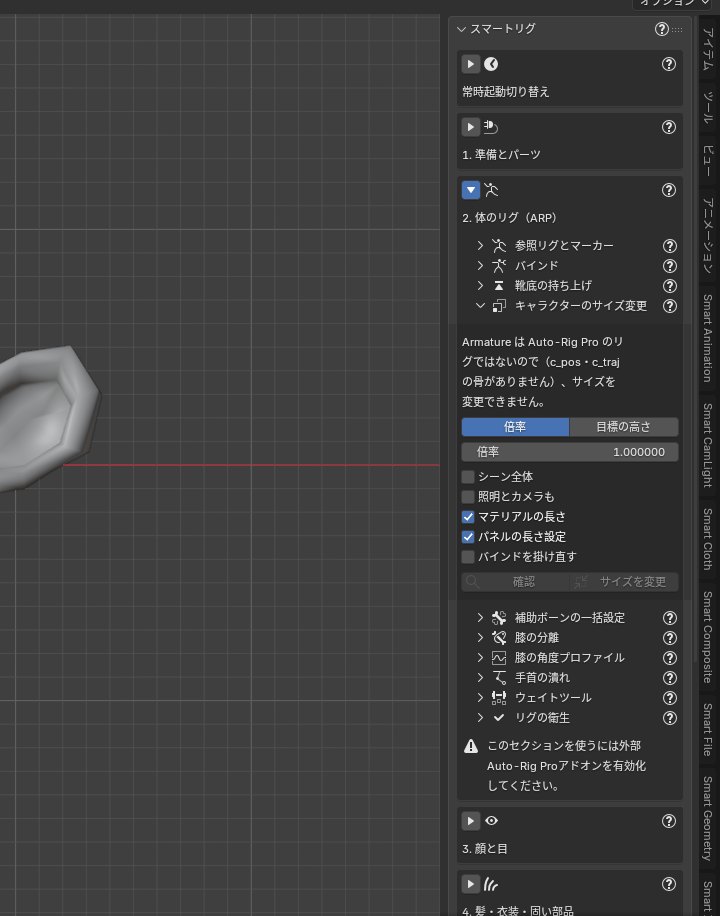 オプション
スマートリグ
常時起動切り替え
1. 準備とパーツ
2. 体のリグ（ARP）
参照リグとマーカー
バインド
靴底の持ち上げ
キャラクターのサイズ変更
Armature は Auto-Rig Pro のリ
グではないので（c_pos・c_traj
の骨がありません）、サイズを
変更できません。
倍率 目標の高さ
倍率 1.000000
シーン全体
照明とカメラも
マテリアルの長さ
パネルの長さ設定
バインドを掛け直す
確認 サイズを変更
補助ボーンの一括設定
膝の分離
膝の角度プロファイル
手首の潰れ
ウェイトツール
リグの衛生
このセクションを使うには外部
Auto-Rig Proアドオンを有効化
してください。
3. 顔と目
4. 髪・衣装・固い部品
アイテム
ツール
ビュー
アニメーション
Smart Animation
Smart CamLight
Smart Cloth
Smart Composite
Smart File
Smart Geometry
Smart